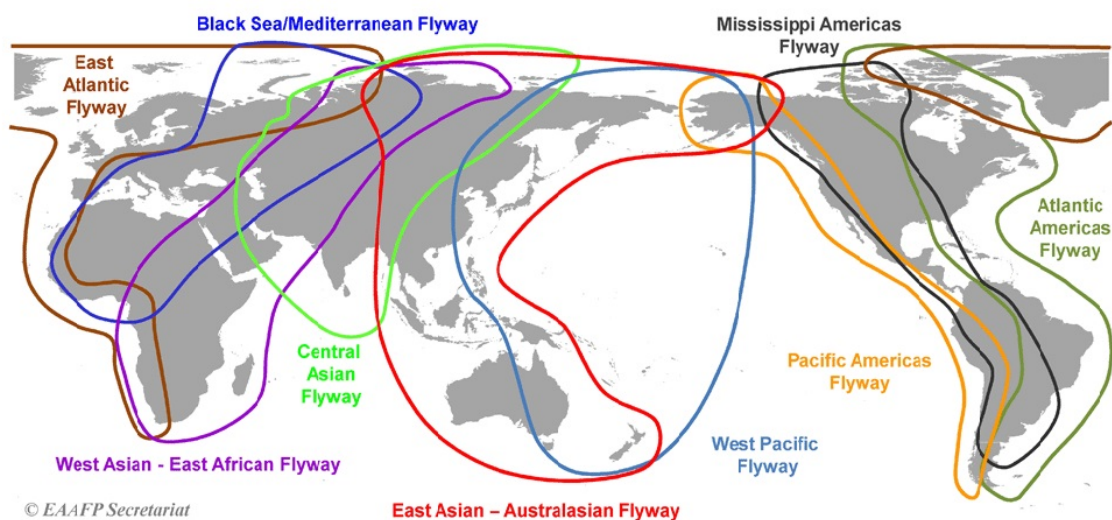 Black Sea/Mediterranean Flyway
Mississippi Americas
Flyway
East
Atlantic
Flyway
Atlantic
Americas
Flyway
Central
Asian
Flyway
Pacific Americas
Flyway
West Asian - East African Flyway
West Pacific
Flyway
© EAAFP Secretariat
East Asian – Australasian Flyway